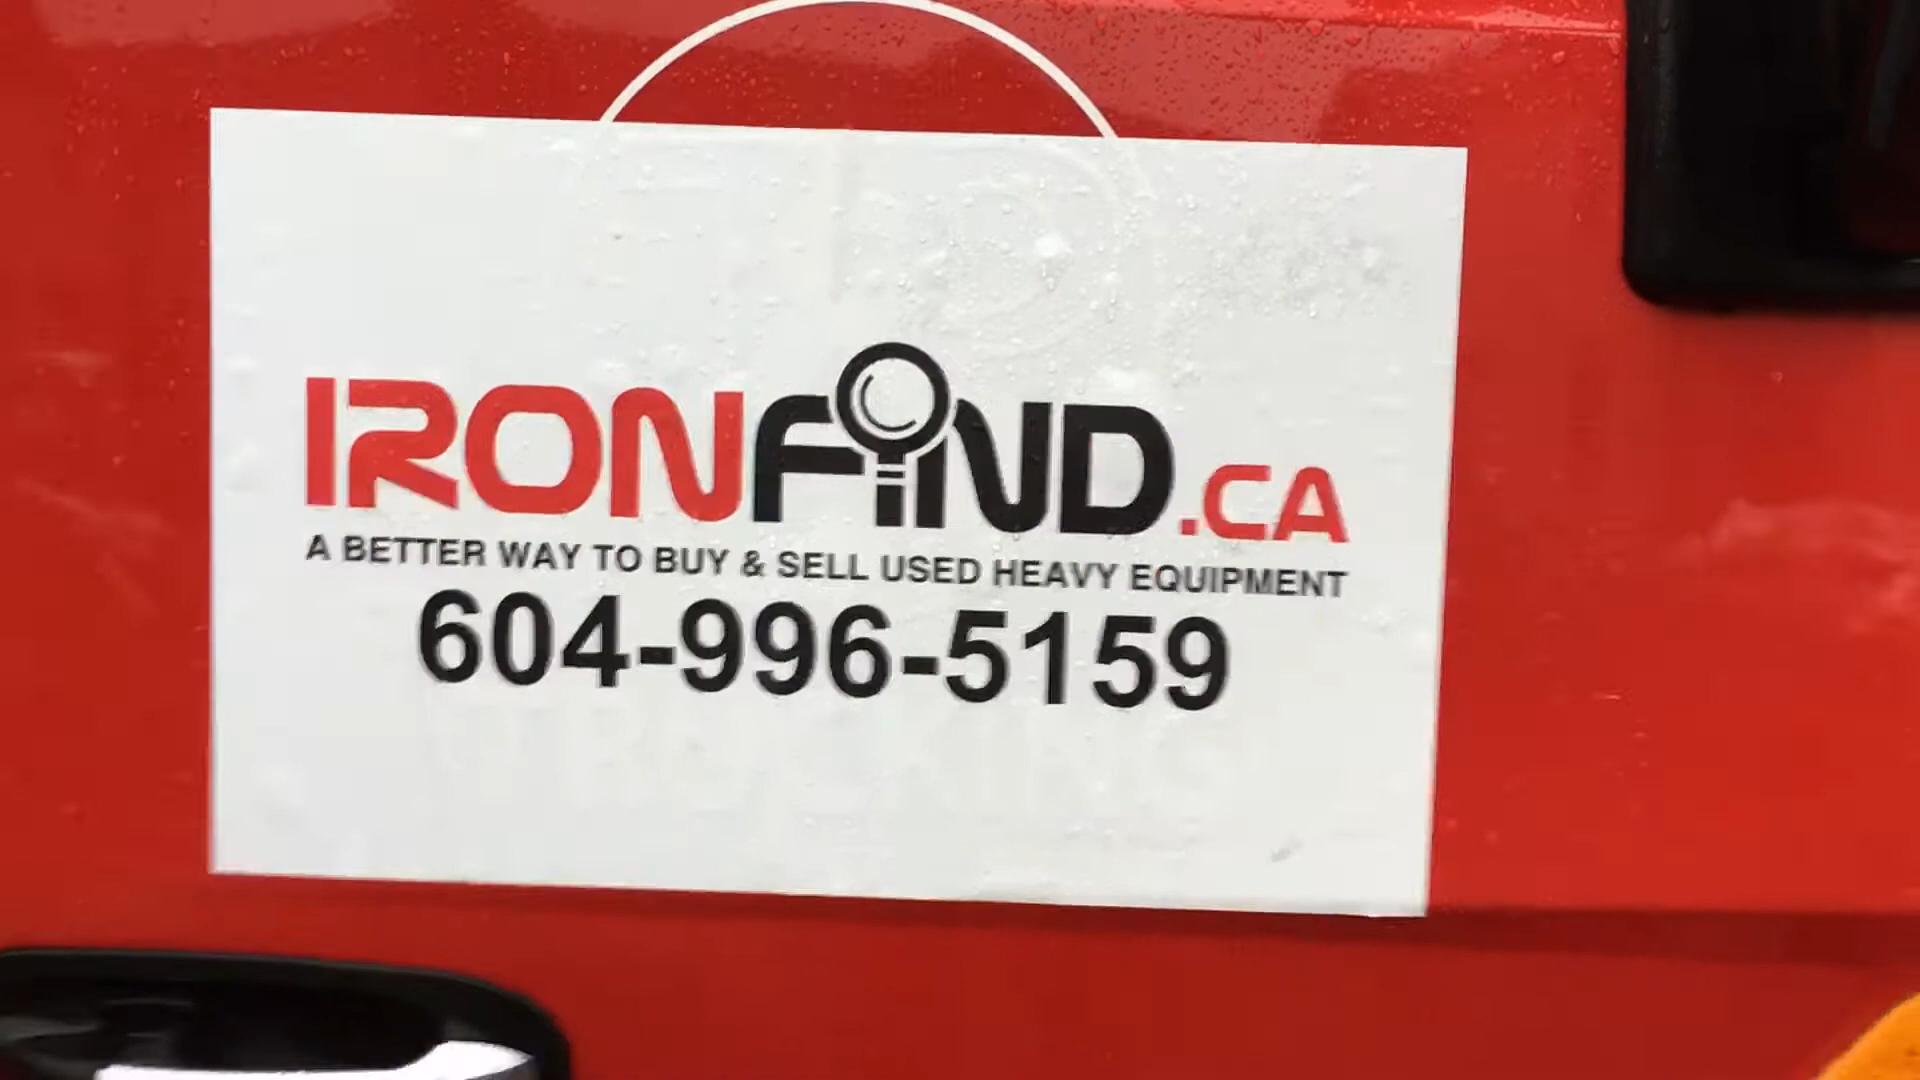 IRONFIND.CA
A BETTER WAY TO BUY & SELL USED HEAVY EQUIPMENT
604-996-5159